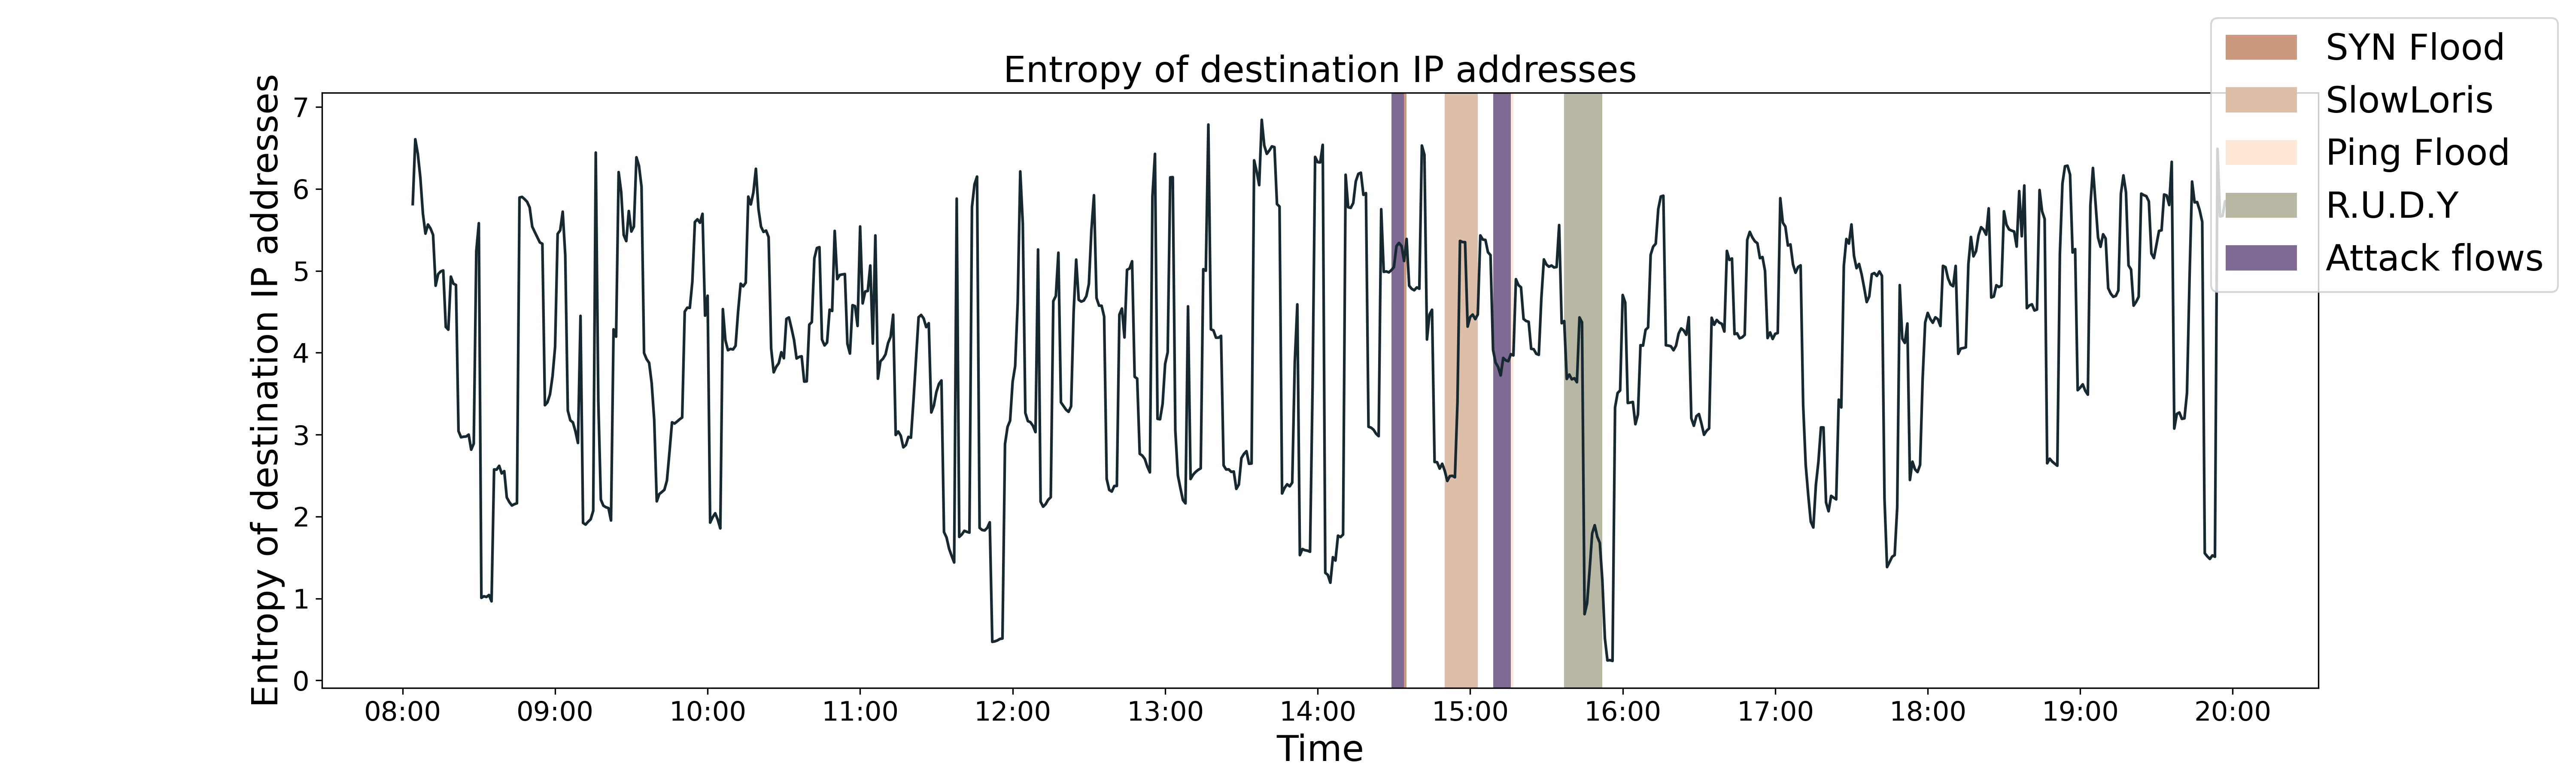 Entropy of destination IP addresses
SYN Flood
SlowLoris
Ping Flood
R.U.D.Y
Attack flows
Entropy of destination IP addresses
7
6
5
4
3
2
1
0
08:00 09:00 10:00 11:00 12:00 13:00 14:00 15:00 16:00 17:00 18:00 19:00 20:00
Time